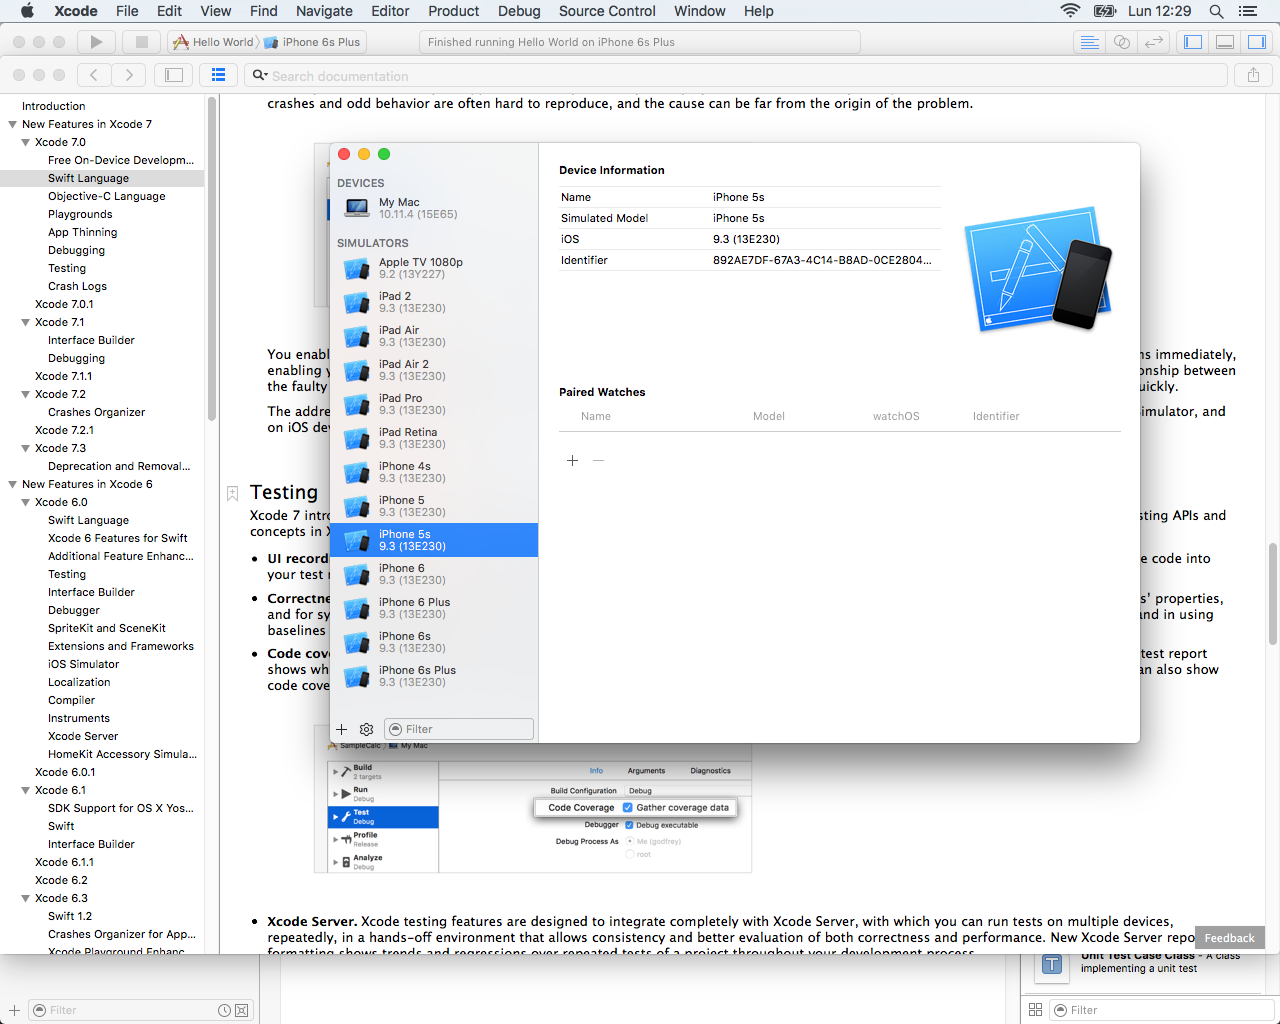 Xcode File Edit View Find Navigate Editor Product Debug Source Control Window Help Lun 12:29
Hello World iPhone 6s Plus Finished running Hello World on iPhone 6s Plus
Search documentation
Introduction
New Features in Xcode 7
Xcode 7.0
Free On-Device Developm...
Swift Language
Objective-C Language
Playgrounds
App Thinning
Debugging
Testing
Crash Logs
Xcode 7.0.1
Xcode 7.1
Interface Builder
Debugging
Xcode 7.1.1
Xcode 7.2
Crashes Organizer
Xcode 7.2.1
Xcode 7.3
Deprecation and Removal...
New Features in Xcode 6
Xcode 6.0
Swift Language
Xcode 6 Features for Swift
Additional Feature Enhanc...
Testing
Interface Builder
Debugger
SpriteKit and SceneKit
Extensions and Frameworks
iOS Simulator
Localization
Compiler
Instruments
Xcode Server
HomeKit Accessory Simula...
Xcode 6.0.1
Xcode 6.1
SDK Support for OS X Yos...
Swift
Interface Builder
Xcode 6.1.1
Xcode 6.2
Xcode 6.3
Swift 1.2
Crashes Organizer for App...
Xcode Playground Enhanc...
Filter
crashes and odd behavior are often hard to reproduce, and the cause can be far from the origin of the problem.
DEVICES
My Mac
10.11.4 (15E65)
SIMULATORS
Apple TV 1080p
9.2 (13Y227)
iPad 2
9.3 (13E230)
iPad Air
9.3 (13E230)
iPad Air 2
9.3 (13E230)
iPad Pro
9.3 (13E230)
iPad Retina
9.3 (13E230)
iPhone 4s
9.3 (13E230)
iPhone 5
9.3 (13E230)
iPhone 5s
9.3 (13E230)
iPhone 6
9.3 (13E230)
iPhone 6 Plus
9.3 (13E230)
iPhone 6s
9.3 (13E230)
iPhone 6s Plus
9.3 (13E230)
Filter
Device Information
Name iPhone 5s
Simulated Model iPhone 5s
iOS 9.3 (13E230)
Identifier 892AE7DF-67A3-4C14-B8AD-0CE2804...
Paired Watches
Name Model watchOS Identifier
You enabl ns immediately,
enabling y onship between
the faulty uickly.
The addre imulator, and
on iOS dev
Testing
Xcode 7 intro sting APIs and
concepts in X
• UI record e code into
your test r
• Correctne s' properties,
and for sy nd in using
baselines
• Code cov test report
shows wh an also show
code cove
SampleCalc My Mac
Build
2 targets
Run
Debug
Test
Debug
Profile
Release
Analyze
Debug
Info Arguments Diagnostics
Build Configuration Debug
Code Coverage Gather coverage data
Debugger Debug executable
Debug Process As Me (godfrey)
root
• Xcode Server. Xcode testing features are designed to integrate completely with Xcode Server, with which you can run tests on multiple devices,
repeatedly, in a hands-off environment that allows consistency and better evaluation of both correctness and performance. New Xcode Server repo
formatting shows trends and regressions over repeated tests of a project throughout your development process.
Feedback
Unit Test Case Class - A class
implementing a unit test
Filter